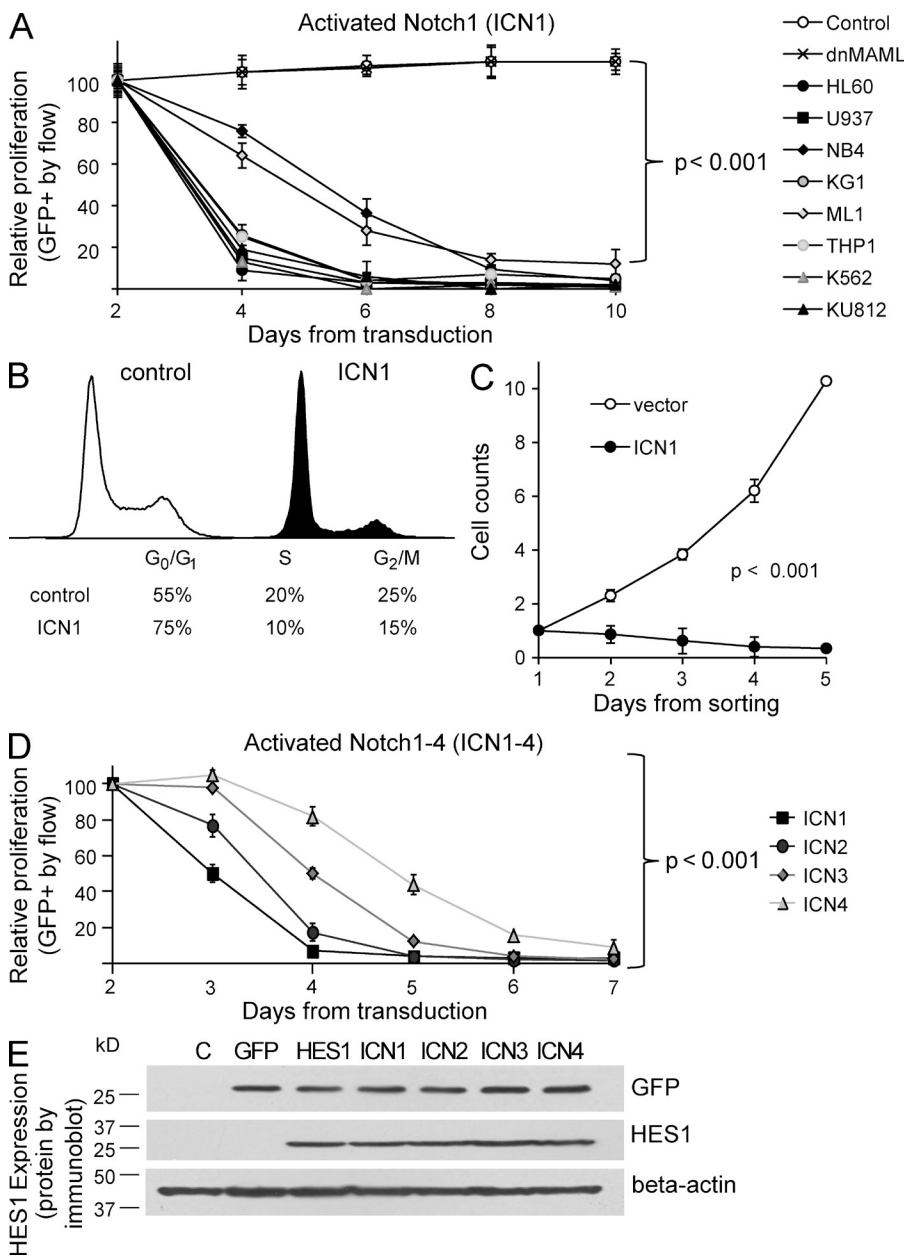 A
Activated Notch1 (ICN1)
Relative proliferation
(GFP+ by flow)
100
80
60
40
20
2
4
6
8
10
Days from transduction
p < 0.001
Control
dnMAML
HL60
U937
NB4
KG1
ML1
THP1
K562
KU812
B
control
ICN1
G0/G1
S
G2/M
control
55%
20%
25%
ICN1
75%
10%
15%
C
Cell counts
10
8
6
4
2
0
vector
ICN1
p < 0.001
1
2
3
4
5
Days from sorting
D
Activated Notch1-4 (ICN1-4)
Relative proliferation
(GFP+ by flow)
100
80
60
40
20
2
3
4
5
6
7
Days from transduction
p < 0.001
ICN1
ICN2
ICN3
ICN4
E
HES1 Expression
(protein by
immunoblot)
kD
C
GFP
HES1
ICN1
ICN2
ICN3
ICN4
25
GFP
37
25
HES1
50
37
beta-actin